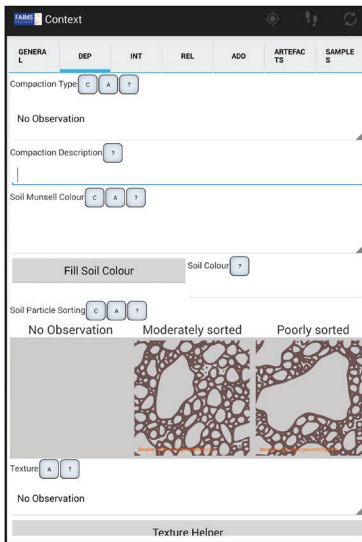 FAIMS Context
GENERA
L
DEP
INT
REL
ADD
ARTEFAC
TS
SAMPLE
S
Compaction Type C A ?
No Observation
Compaction Description ?
Soil Munsell Colour C A ?
Fill Soil Colour
Soil Colour ?
Soil Particle Sorting C A ?
No Observation Moderately sorted Poorly sorted
Texture A ?
No Observation
Texture Helper